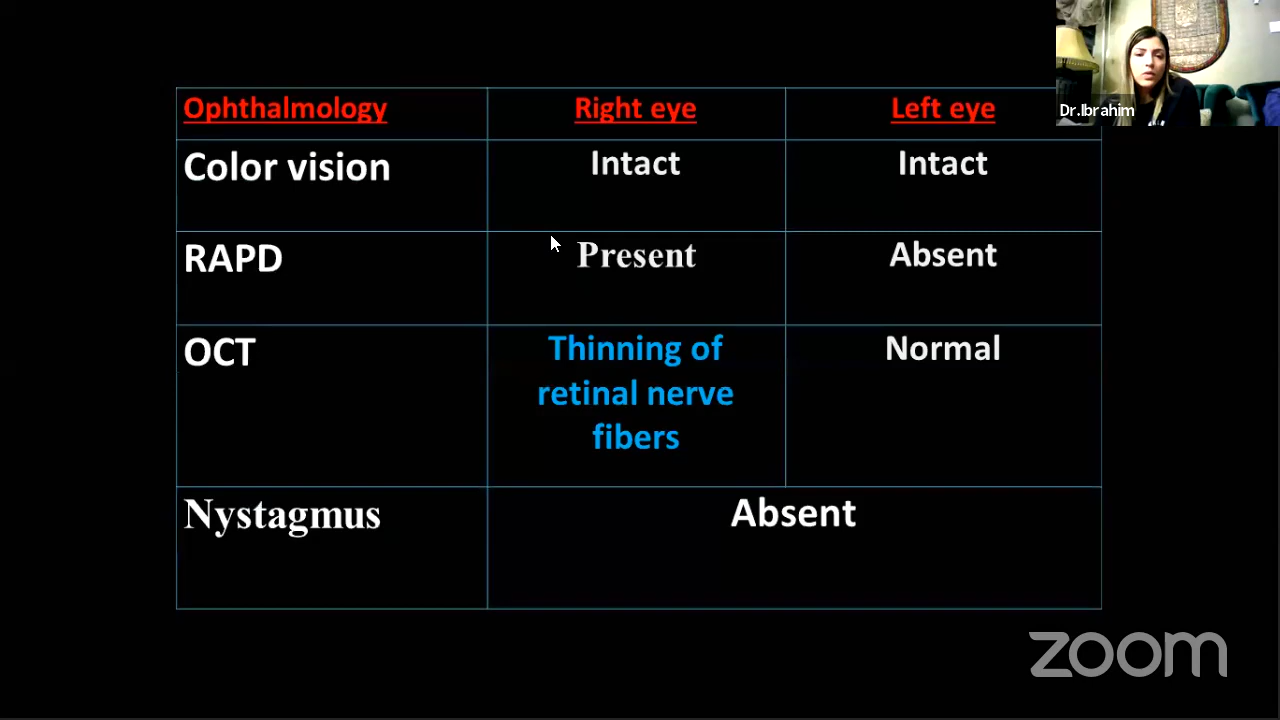 Dr.Ibrahim
Ophthalmology Right eye Left eye
Color vision Intact Intact
RAPD Present Absent
OCT Thinning of Normal
retinal nerve
fibers
Nystagmus Absent
zoom